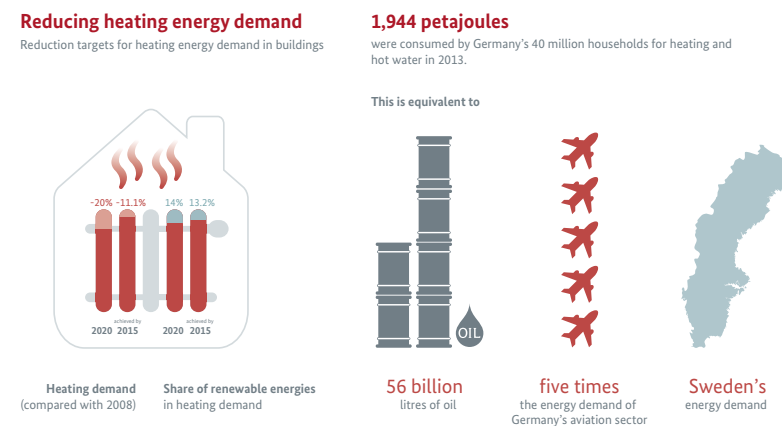 Reducing heating energy demand
Reduction targets for heating energy demand in buildings
-20% -11.1% 14% 13.2%
achieved by achieved by
2020 2015 2020 2015
Heating demand
(compared with 2008)
Share of renewable energies
in heating demand
1,944 petajoules
were consumed by Germany's 40 million households for heating and
hot water in 2013.
This is equivalent to
OIL
56 billion
litres of oil
five times
the energy demand of
Germany's aviation sector
Sweden's
energy demand